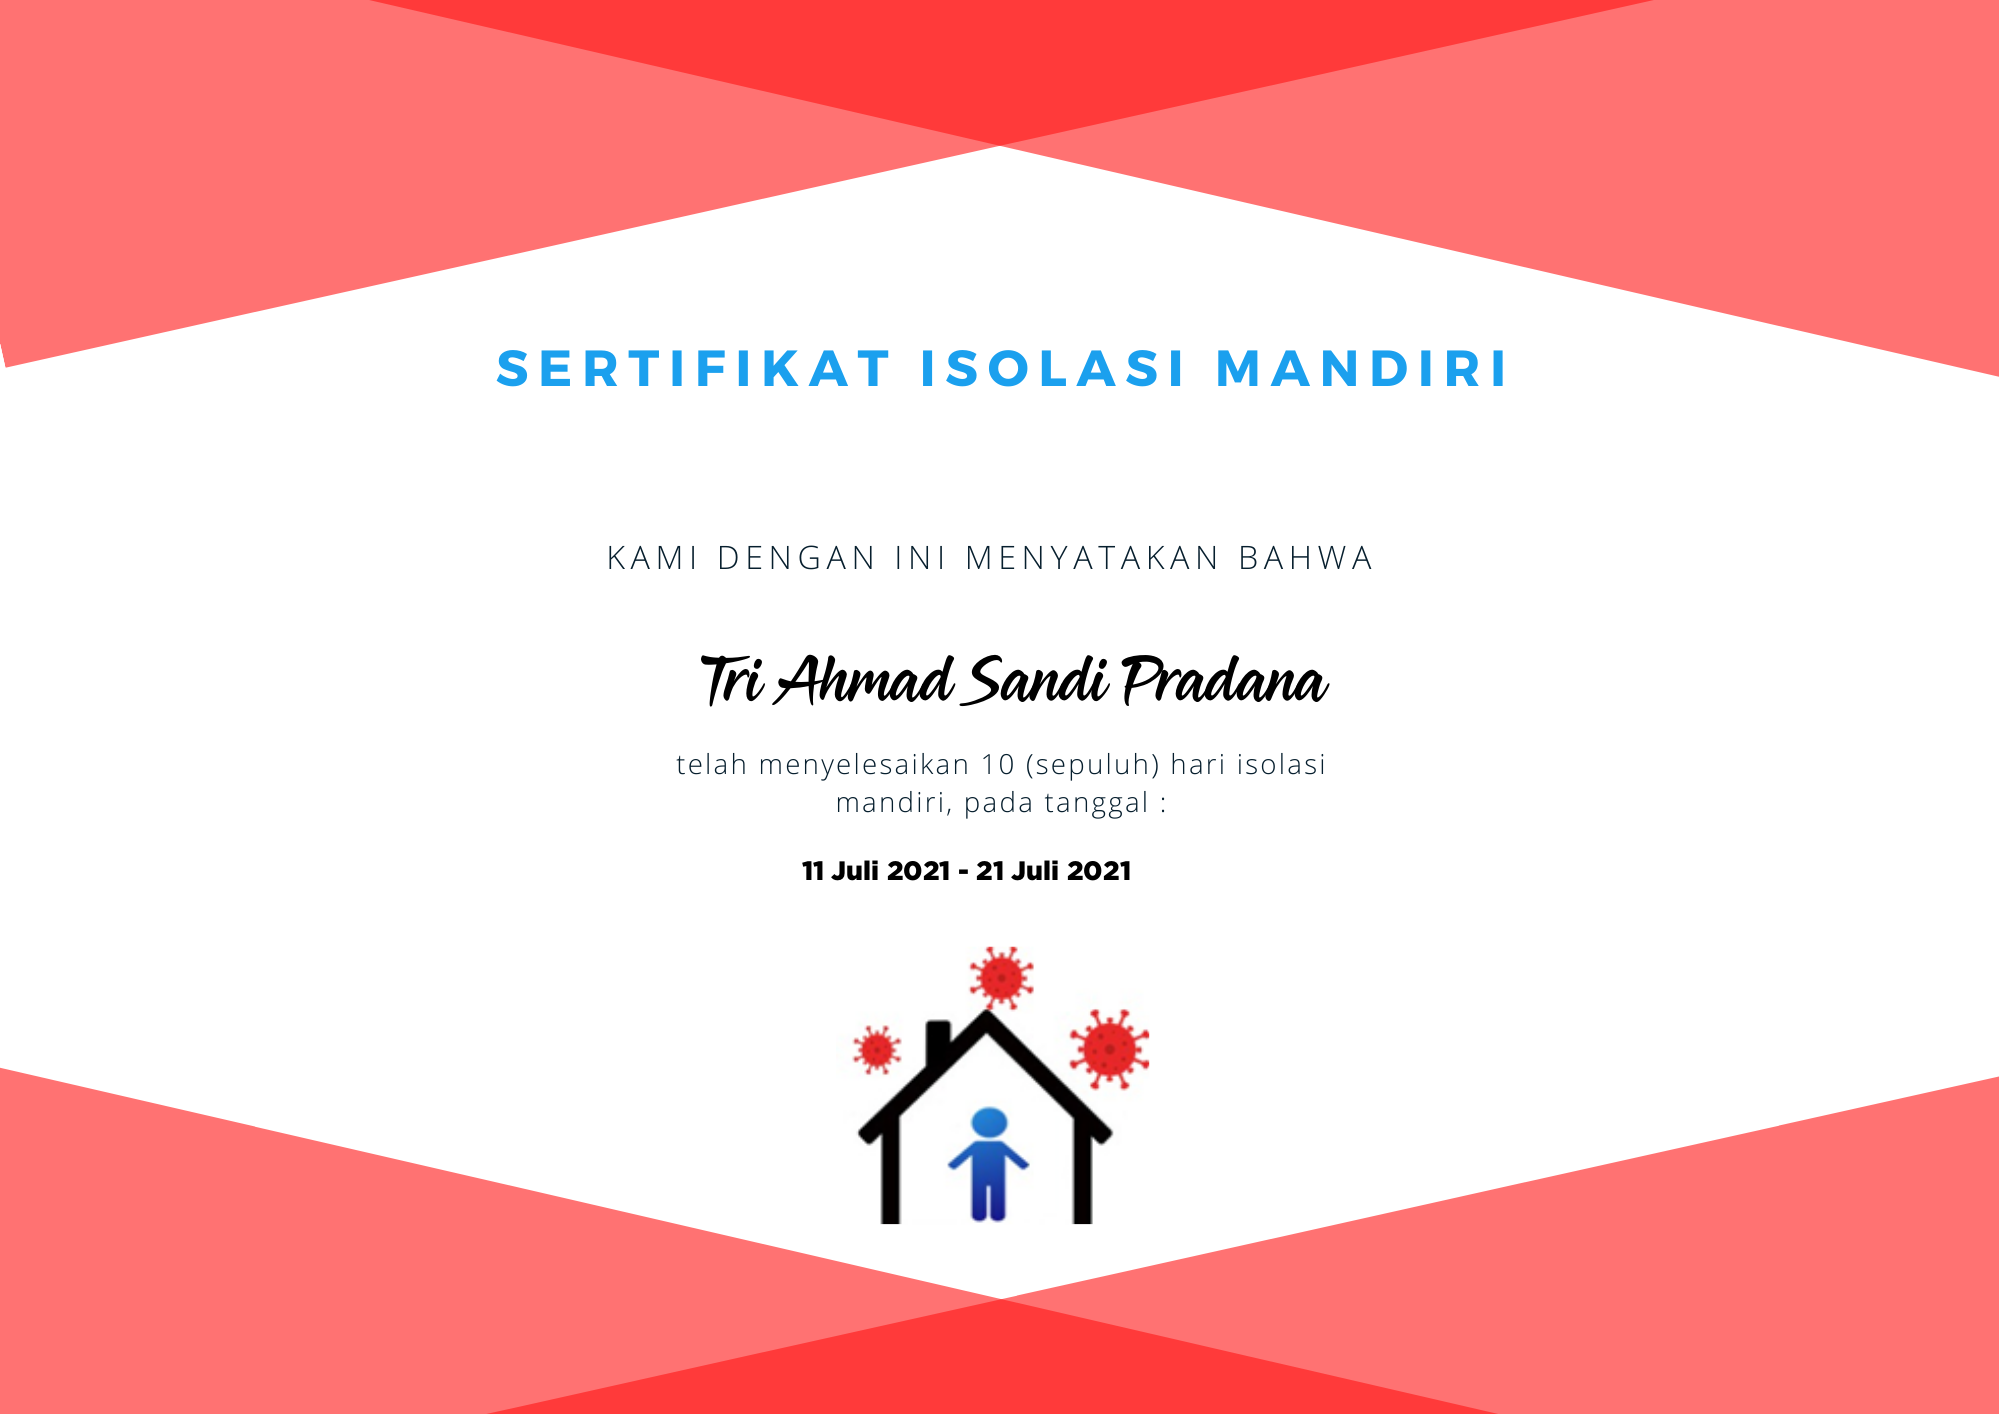 SERTIFIKAT ISOLASI MANDIRI
KAMI DENGAN INI MENYATAKAN BAHWA
Tri Ahmad Sandi Pradana
telah menyelesaikan 10 (sepuluh) hari isolasi
mandiri, pada tanggal :
11 Juli 2021 - 21 Juli 2021